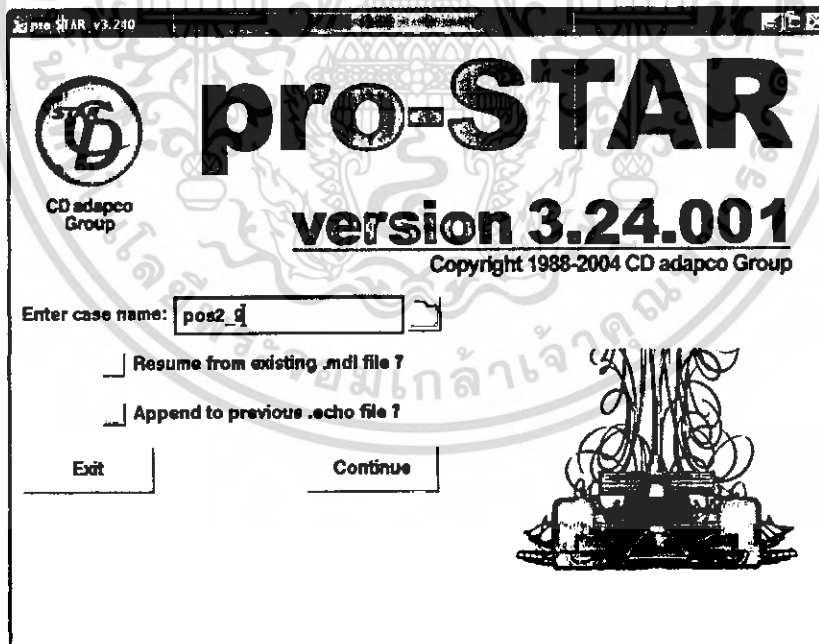 pro-STAR v3.240
pro-STAR
CD adapco
Group
version 3.24.001
Copyright 1988-2004 CD adapco Group
Enter case name: pos2_9
Resume from existing .mdl file ?
Append to previous .echo file ?
Exit
Continue